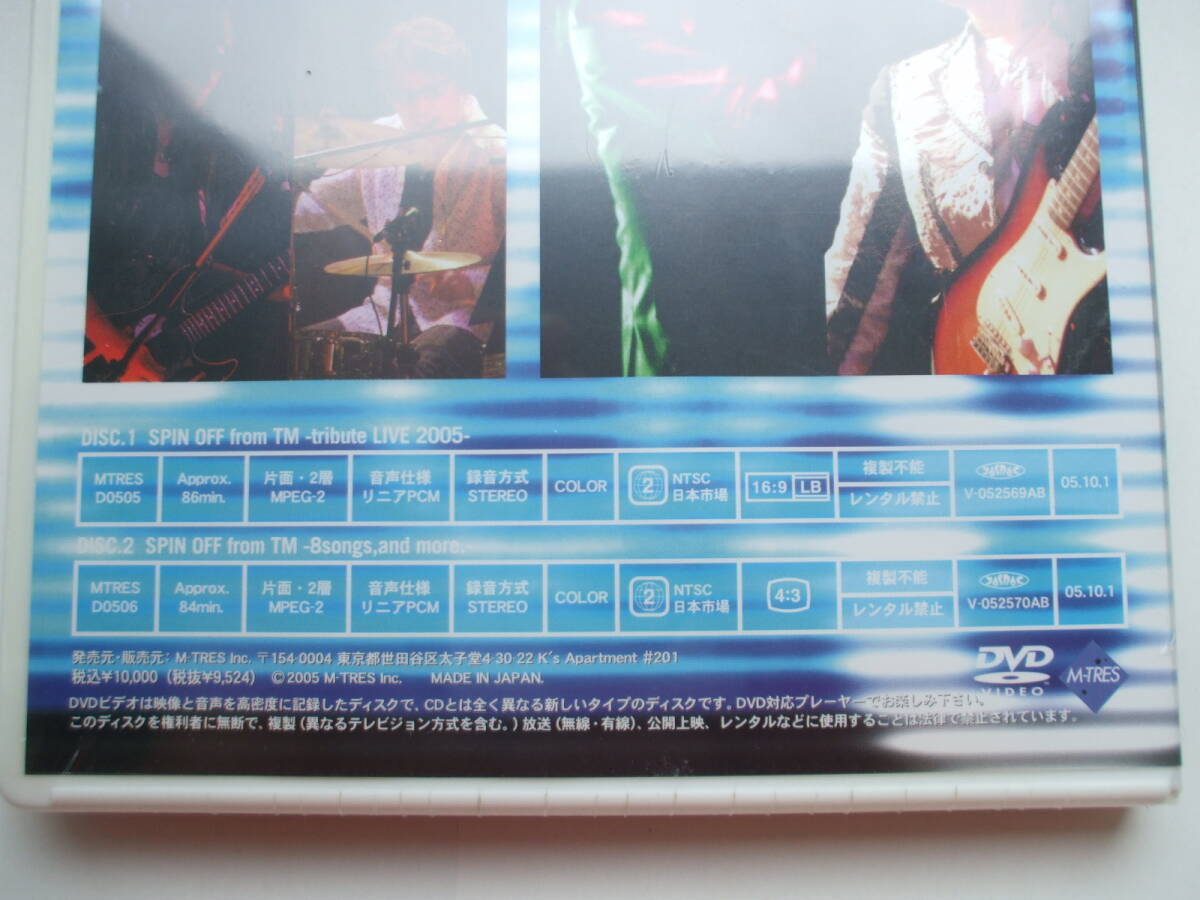 DISC.1 SPIN OFF from TM -tribute LIVE 2005-
MTRES D0505
Approx. 86min.
片面・2層 MPEG-2
音声仕様 リニアPCM
録音方式 STEREO
COLOR
2 NTSC 日本市場
16:9 LB
複製不能
レンタル禁止
V-052569AB
05.10.1
DISC.2 SPIN OFF from TM -8songs,and more.-
MTRES D0506
Approx. 84min.
片面・2層 MPEG-2
音声仕様 リニアPCM
録音方式 STEREO
COLOR
2 NTSC 日本市場
4:3
複製不能
レンタル禁止
V-052570AB
05.10.1
発売元・販売元: M-TRES Inc. 〒154-0004 東京都世田谷区太子堂4-30-22 K's Apartment #201
税込¥10,000 (税抜¥9,524) ©2005 M-TRES Inc. MADE IN JAPAN.
DVD VIDEO
M-TRES
DVDビデオは映像と音声を高密度に記録したディスクで、CDとは全く異なる新しいタイプのディスクです。DVD対応プレーヤーでお楽しみ下さい。
このディスクを権利者に無断で、複製(異なるテレビジョン方式を含む。)放送(無線・有線)、公開上映、レンタルなどに使用することは法律で禁止されています。